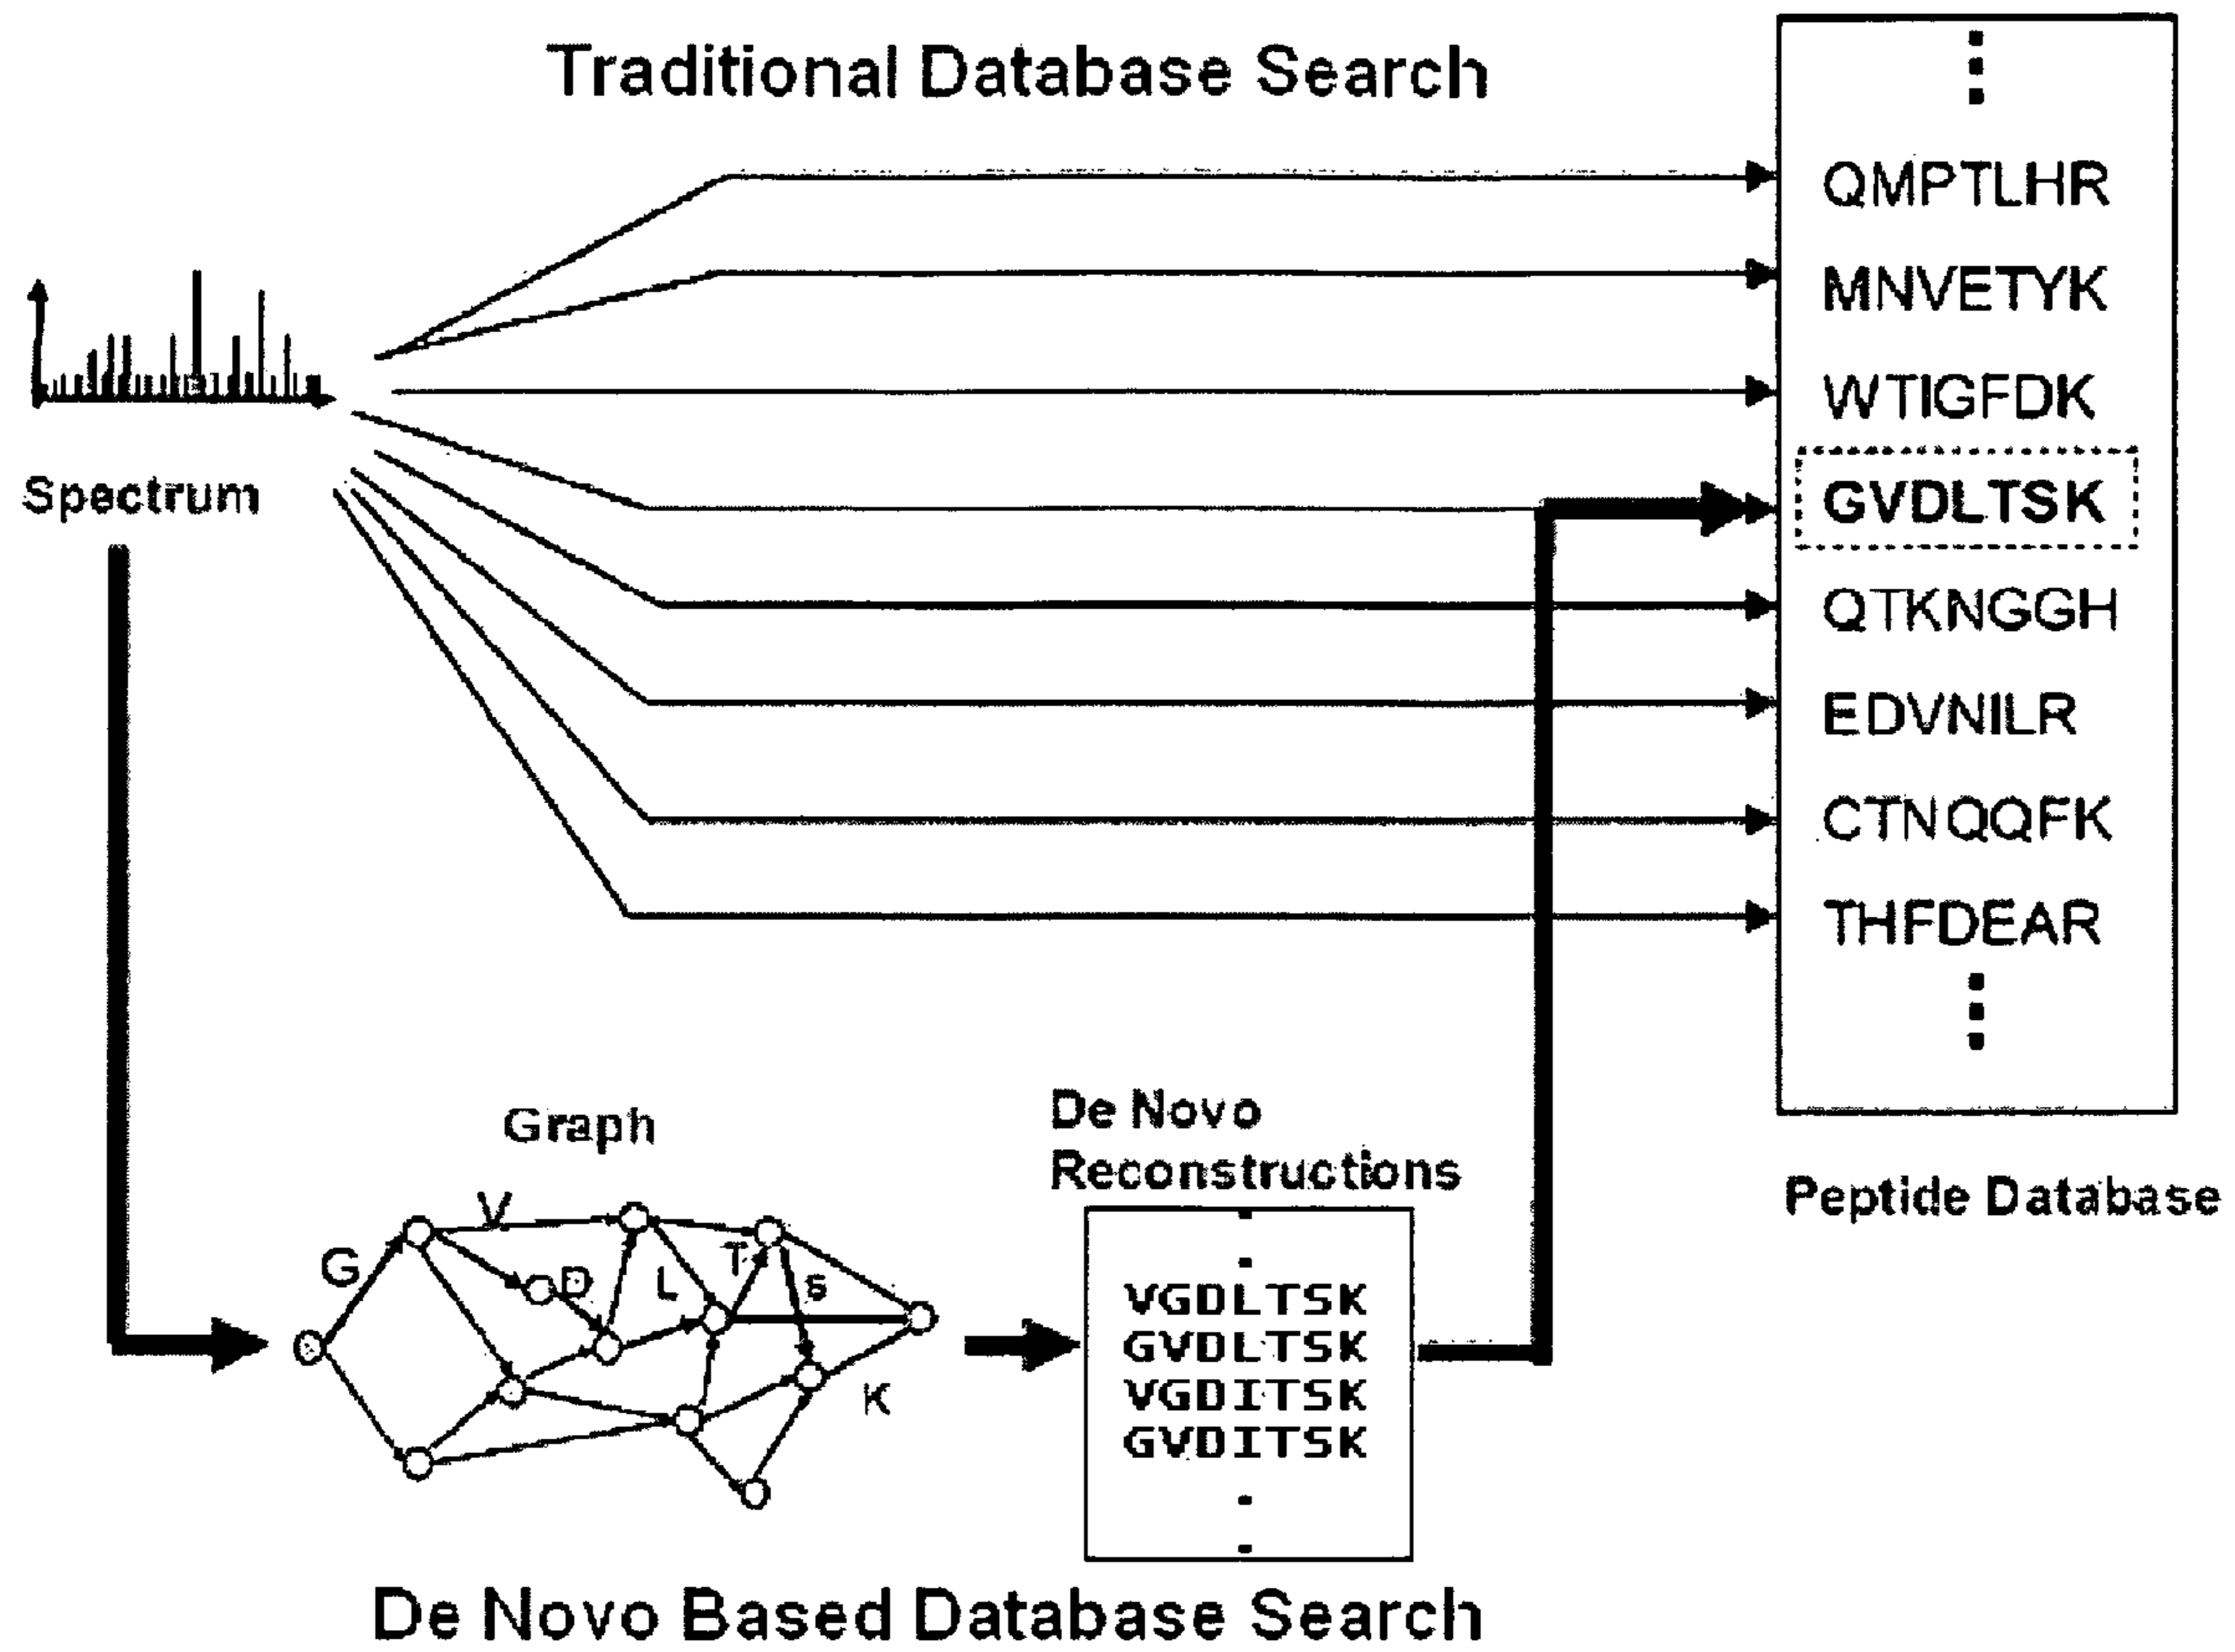 Traditional Database Search
QMPTLHR
MNVETYK
WTIGFDK
GVDLTSK
QTKNGGH
EDVNILR
CTNQQFK
THFDEAR
Peptide Database
Spectrum
Graph
G
V
D
L
T
S
K
De Novo
Reconstructions
VGDLTSK
GVDLTSK
VGDITSK
GVDITSK
De Novo Based Database Search